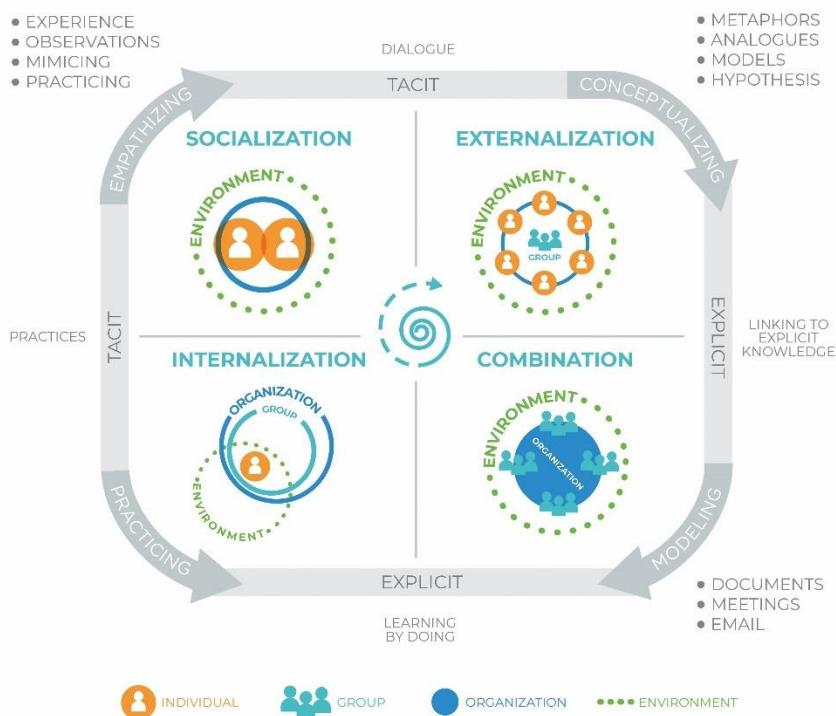 • EXPERIENCE
• OBSERVATIONS
• MIMICING
• PRACTICING
DIALOGUE
• METAPHORS
• ANALOGUES
• MODELS
• HYPOTHESIS
TACIT
EMPATHIZING
CONCEPTUALIZING
SOCIALIZATION
ENVIRONMENT
EXTERNALIZATION
ENVIRONMENT
GROUP
PRACTICES
TACIT
EXPLICIT
LINKING TO
EXPLICIT
KNOWLEDGE
INTERNALIZATION
ORGANIZATION
GROUP
ENVIRONMENT
COMBINATION
ENVIRONMENT
ORGANIZATION
PRACTICING
MODELING
EXPLICIT
LEARNING
BY DOING
• DOCUMENTS
• MEETINGS
• EMAIL
INDIVIDUAL
GROUP
ORGANIZATION
ENVIRONMENT